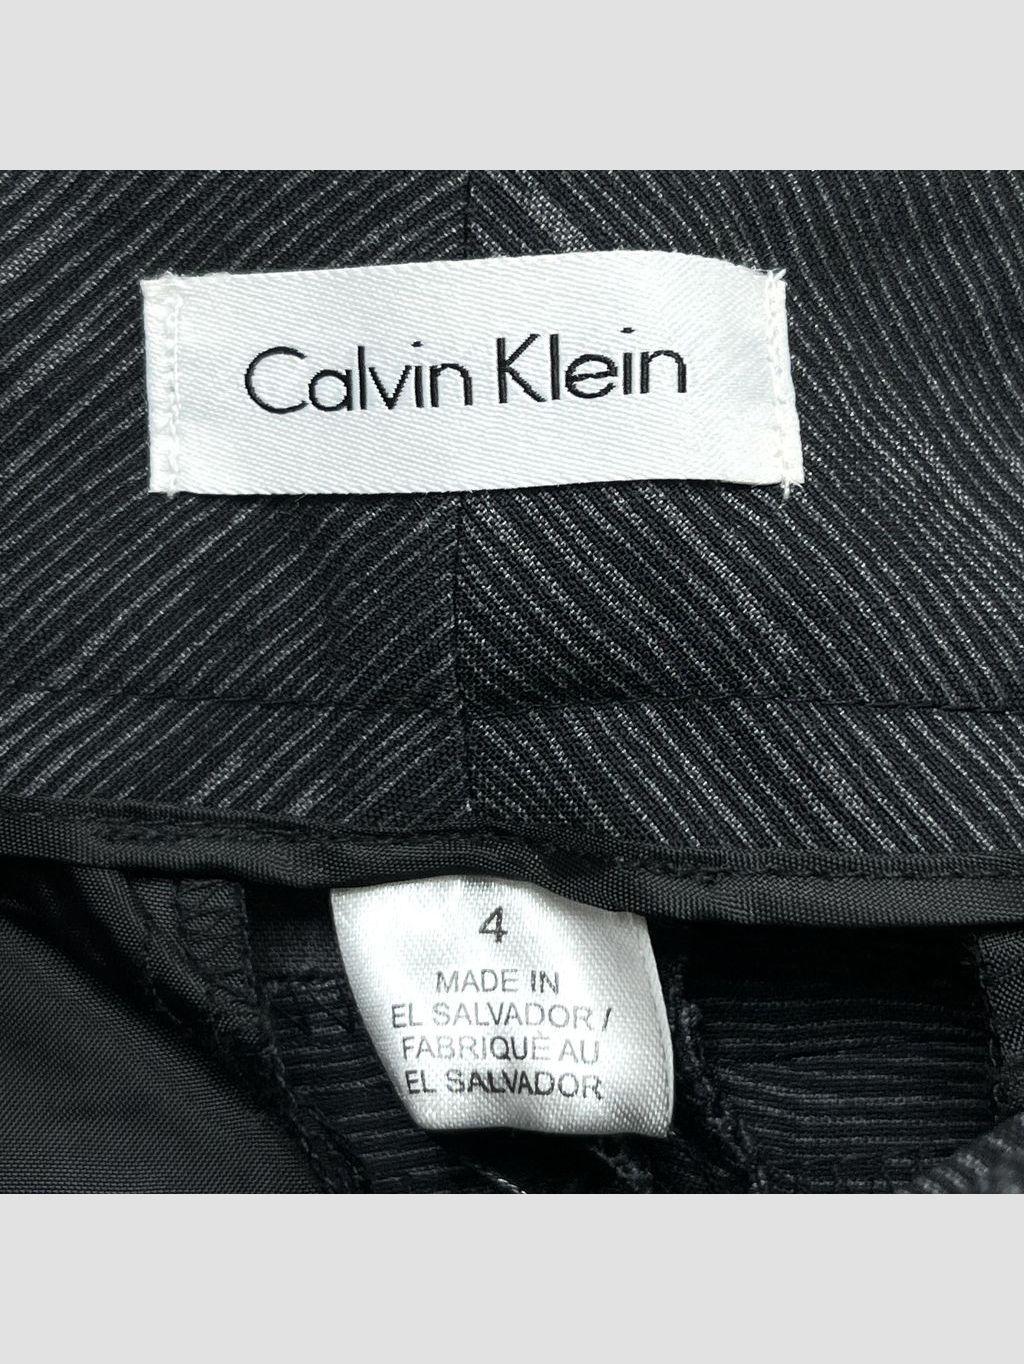 Calvin Klein
4
MADE IN
EL SALVADOR /
FABRIQUÉ AU
EL SALVADOR